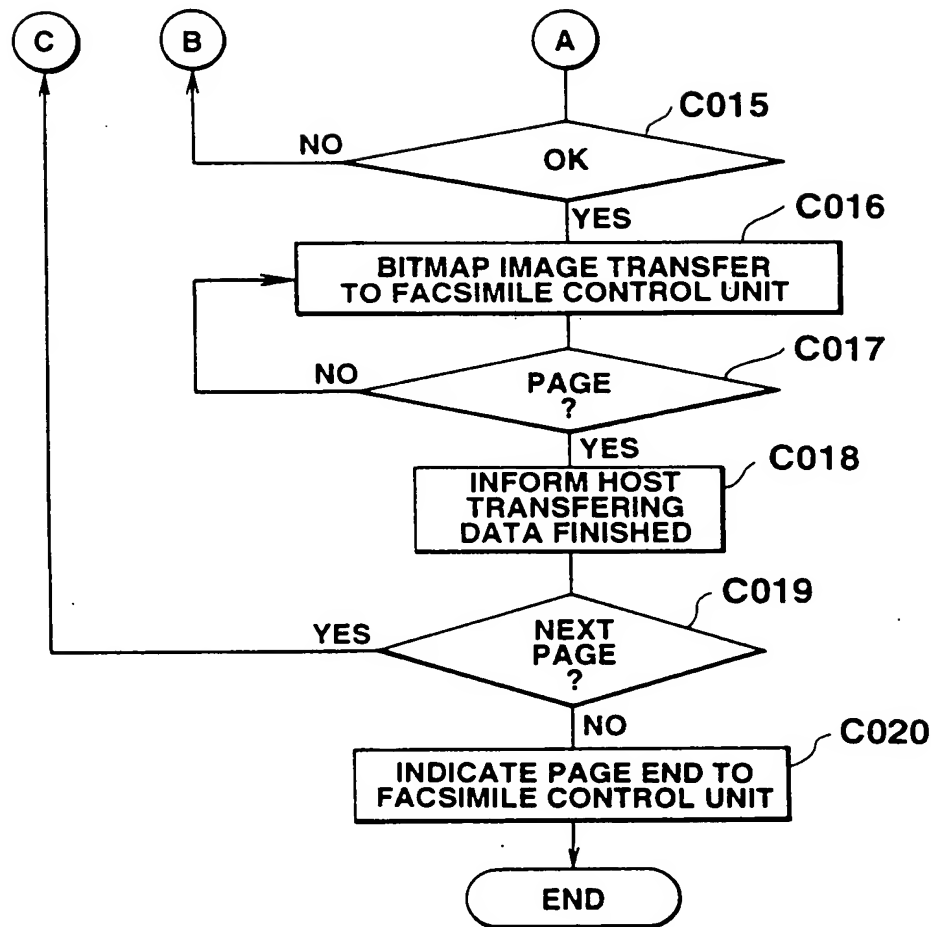 C
B
A
C015
NO
OK
YES
C016
BITMAP IMAGE TRANSFER
TO FACSIMILE CONTROL UNIT
C017
NO
PAGE
?
YES
C018
INFORM HOST
TRANSFERING
DATA FINISHED
C019
YES
NEXT
PAGE
?
NO
C020
INDICATE PAGE END TO
FACSIMILE CONTROL UNIT
END